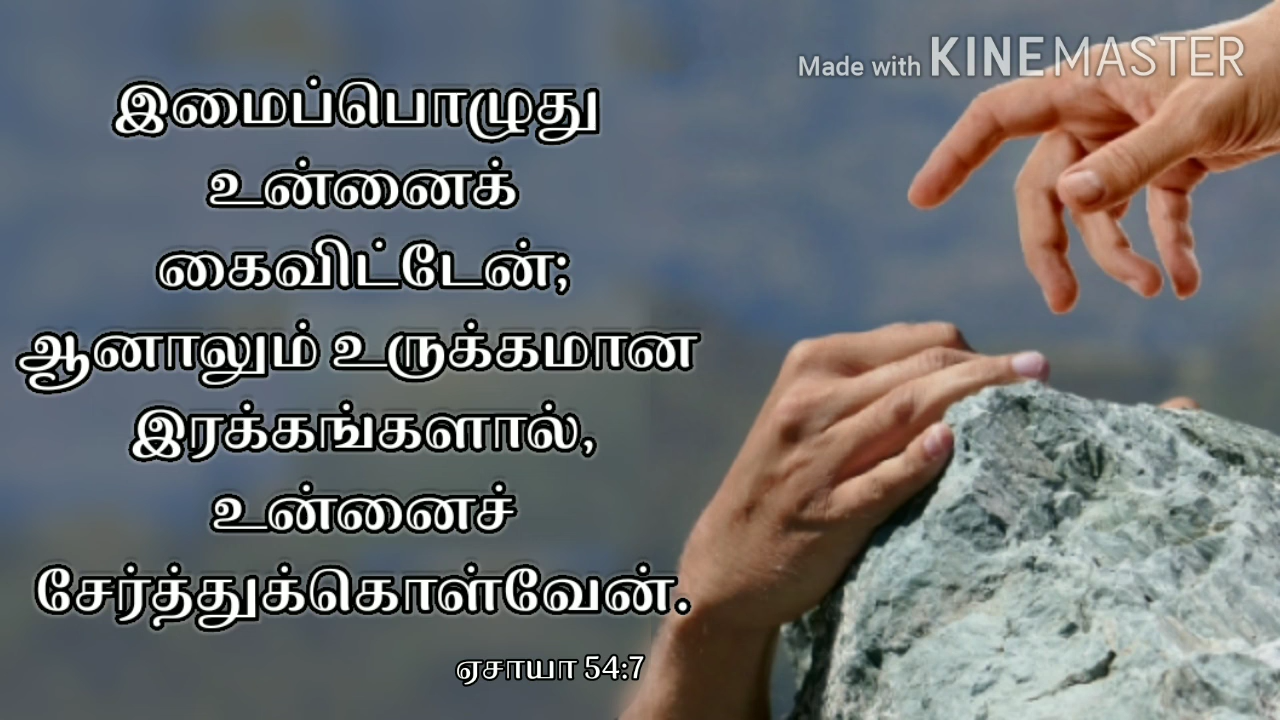 Made with KINEMASTER
இமைப்பொழுது
உன்னைக்
கைவிட்டேன்;
ஆனாலும் உருக்கமான
இரக்கங்களால்,
உன்னைச்
சேர்த்துக்கொள்வேன்.
ஏசாயா 54:7